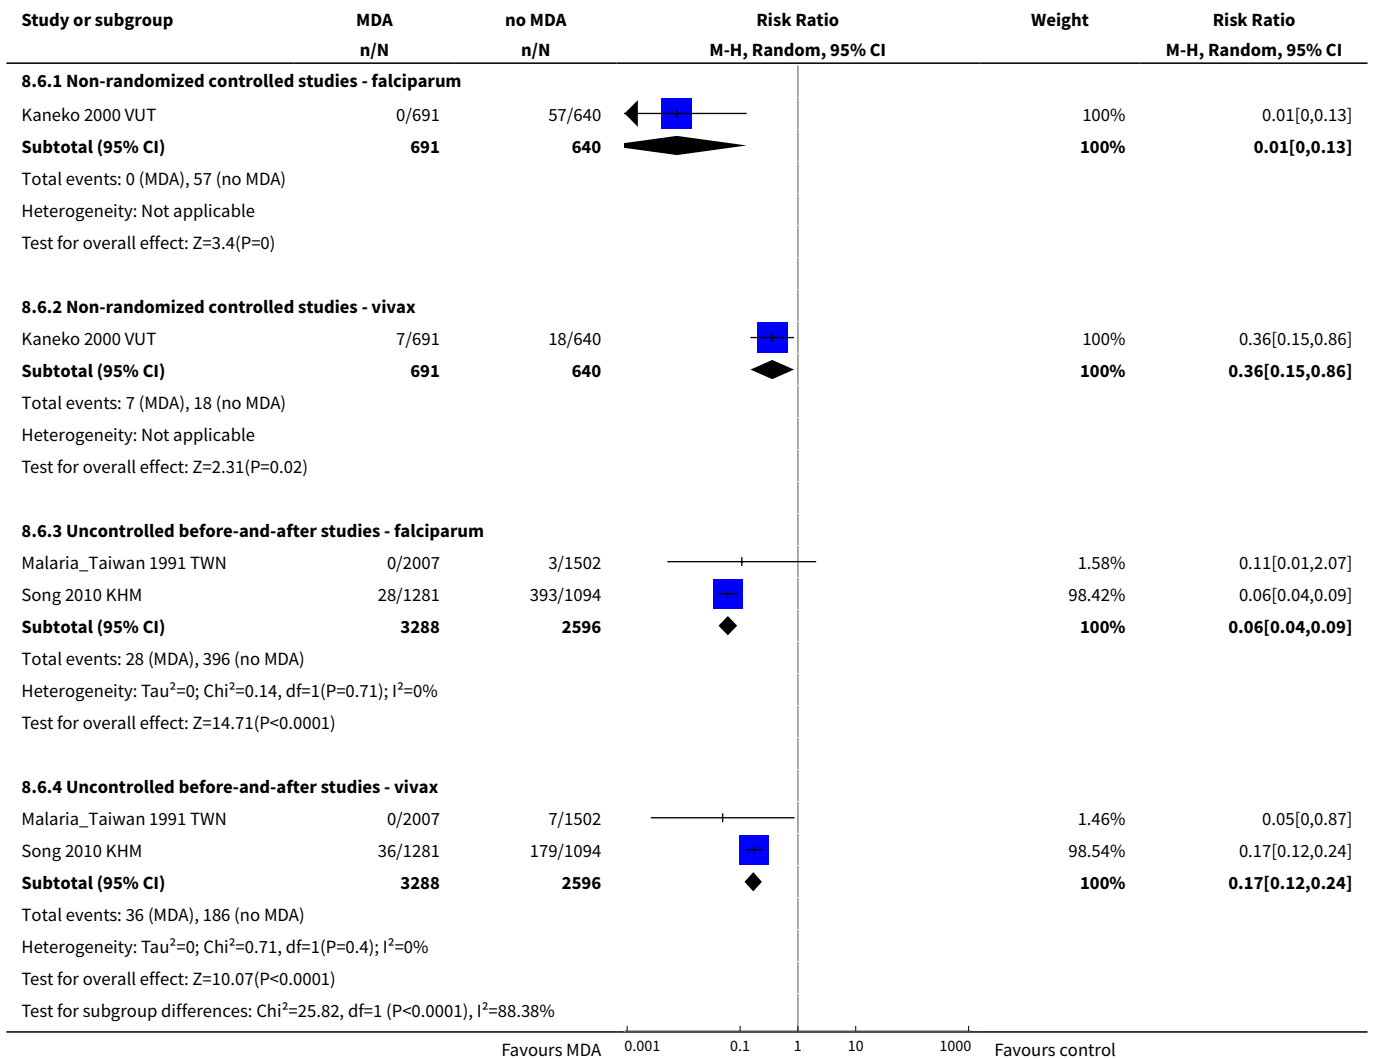 Study or subgroup MDA no MDA Risk Ratio Weight Risk Ratio
n/N n/N M-H, Random, 95% CI M-H, Random, 95% CI
8.6.1 Non-randomized controlled studies - falciparum
Kaneko 2000 VUT 0/691 57/640 100% 0.01[0,0.13]
Subtotal (95% CI) 691 640 100% 0.01[0,0.13]
Total events: 0 (MDA), 57 (no MDA)
Heterogeneity: Not applicable
Test for overall effect: Z=3.4(P=0)
8.6.2 Non-randomized controlled studies - vivax
Kaneko 2000 VUT 7/691 18/640 100% 0.36[0.15,0.86]
Subtotal (95% CI) 691 640 100% 0.36[0.15,0.86]
Total events: 7 (MDA), 18 (no MDA)
Heterogeneity: Not applicable
Test for overall effect: Z=2.31(P=0.02)
8.6.3 Uncontrolled before-and-after studies - falciparum
Malaria_Taiwan 1991 TWN 0/2007 3/1502 1.58% 0.11[0.01,2.07]
Song 2010 KHM 28/1281 393/1094 98.42% 0.06[0.04,0.09]
Subtotal (95% CI) 3288 2596 100% 0.06[0.04,0.09]
Total events: 28 (MDA), 396 (no MDA)
Heterogeneity: Tau²=0; Chi²=0.14, df=1(P=0.71); I²=0%
Test for overall effect: Z=14.71(P<0.0001)
8.6.4 Uncontrolled before-and-after studies - vivax
Malaria_Taiwan 1991 TWN 0/2007 7/1502 1.46% 0.05[0,0.87]
Song 2010 KHM 36/1281 179/1094 98.54% 0.17[0.12,0.24]
Subtotal (95% CI) 3288 2596 100% 0.17[0.12,0.24]
Total events: 36 (MDA), 186 (no MDA)
Heterogeneity: Tau²=0; Chi²=0.71, df=1(P=0.4); I²=0%
Test for overall effect: Z=10.07(P<0.0001)
Test for subgroup differences: Chi²=25.82, df=1 (P<0.0001), I²=88.38%
Favours MDA 0.001 0.1 1 10 1000 Favours control